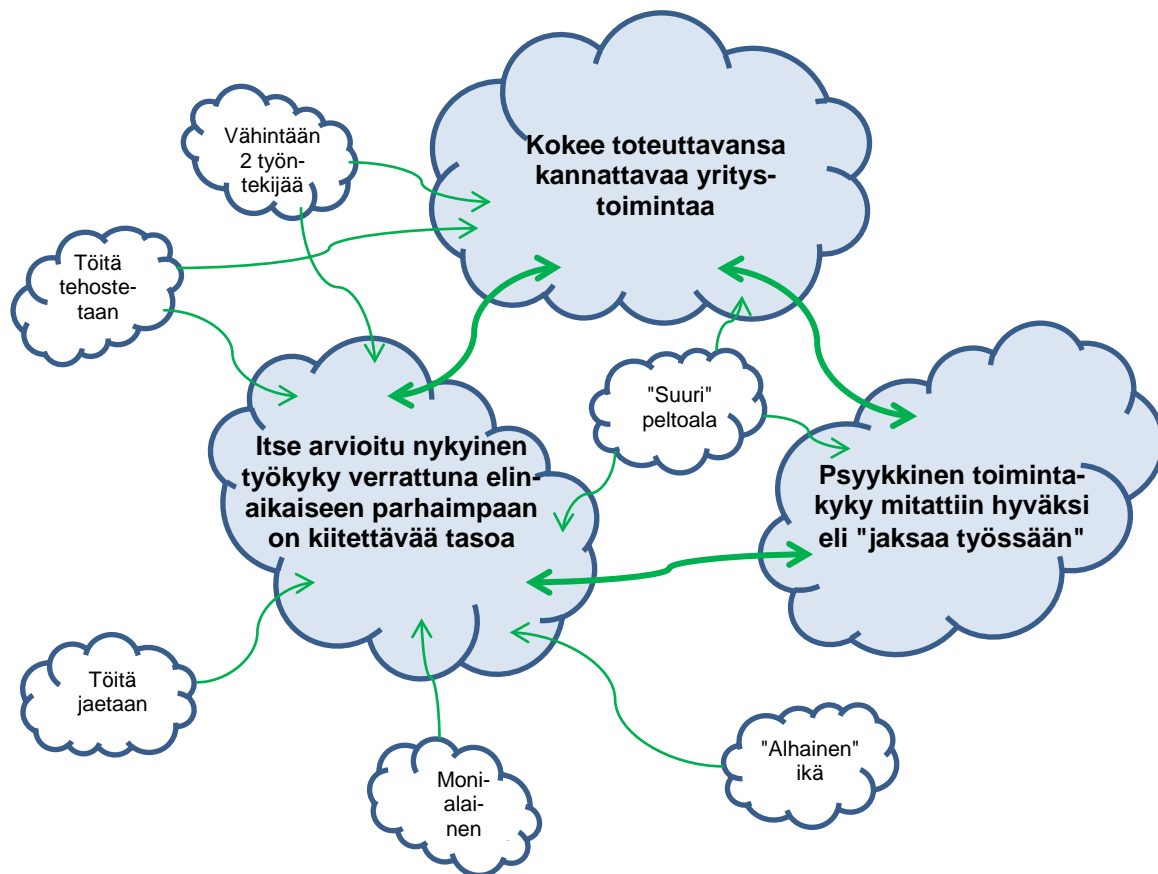 Vähintään
2 työn-
tekijää
Kokee toteuttavansa
kannattavaa yritys-
toimintaa
Töitä
tehoste-
taan
"Suuri"
peltoala
Itse arvioitu nykyinen
työkyky verrattuna elin-
aikaiseen parhaimpaan
on kiitettävää tasoa
Psyykkinen toiminta-
kyky mitattiin hyväksi
eli "jaksaa työssään"
Töitä
jaetaan
Moni-
alai-
nen
"Alhainen"
ikä